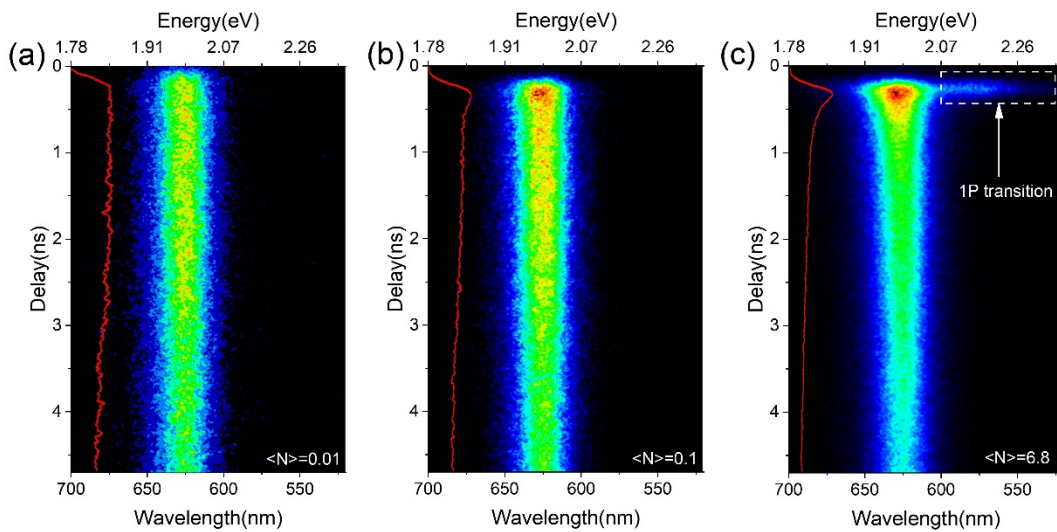 Energy(eV)
1.78 1.91 2.07 2.26
(a)
0
1
2
3
4
Delay(ns)
<N>=0.01
700 650 600 550
Wavelength(nm)
Energy(eV)
1.78 1.91 2.07 2.26
(b)
0
1
2
3
4
Delay(ns)
<N>=0.1
700 650 600 550
Wavelength(nm)
Energy(eV)
1.78 1.91 2.07 2.26
(c)
0
1
2
3
4
Delay(ns)
1P transition
<N>=6.8
700 650 600 550
Wavelength(nm)